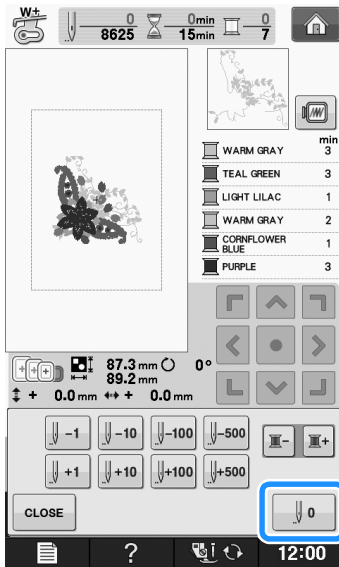 W+
0 0min 0
8625 15min 7
min
WARM GRAY 3
TEAL GREEN 3
LIGHT LILAC 1
WARM GRAY 2
CORNFLOWER
BLUE 1
PURPLE 3
87.3 mm 0°
89.2 mm
+ 0.0 mm + 0.0 mm
-1 -10 -100 -500 -  +
+1 +10 +100 +500
CLOSE 0
? 12:00